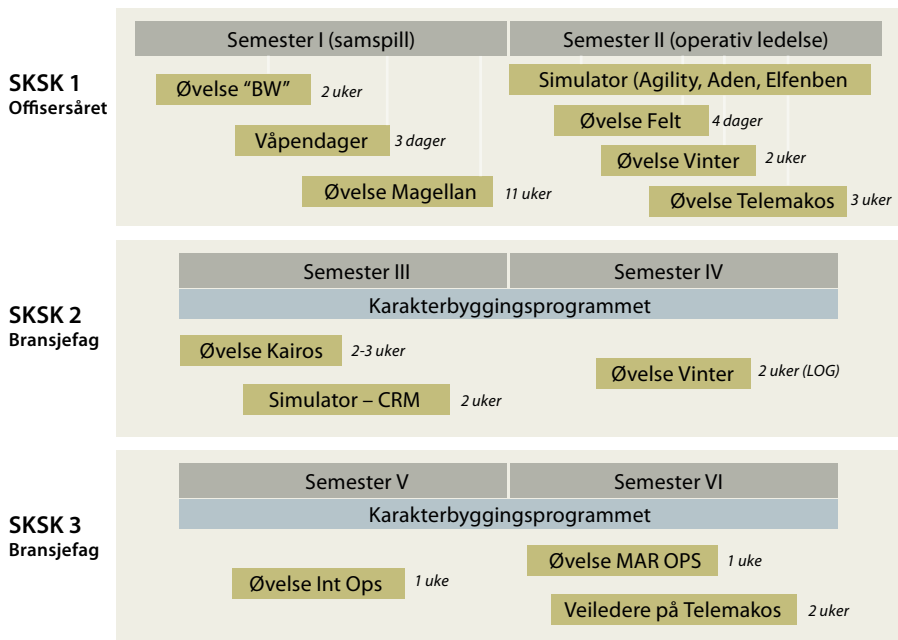 SKSK 1
Offisersåret
Semester I (samspill)
Semester II (operativ ledelse)
Øvelse “BW”
2 uker
Våpendager
3 dager
Øvelse Magellan
11 uker
Simulator (Agility, Aden, Elfenben
Øvelse Felt
4 dager
Øvelse Vinter
2 uker
Øvelse Telemakos
3 uker
SKSK 2
Bransjefag
Semester III
Semester IV
Karakterbyggingsprogrammet
Øvelse Kairos
2-3 uker
Simulator – CRM
2 uker
Øvelse Vinter
2 uker (LOG)
SKSK 3
Bransjefag
Semester V
Semester VI
Karakterbyggingsprogrammet
Øvelse Int Ops
1 uke
Øvelse MAR OPS
1 uke
Veiledere på Telemakos
2 uker